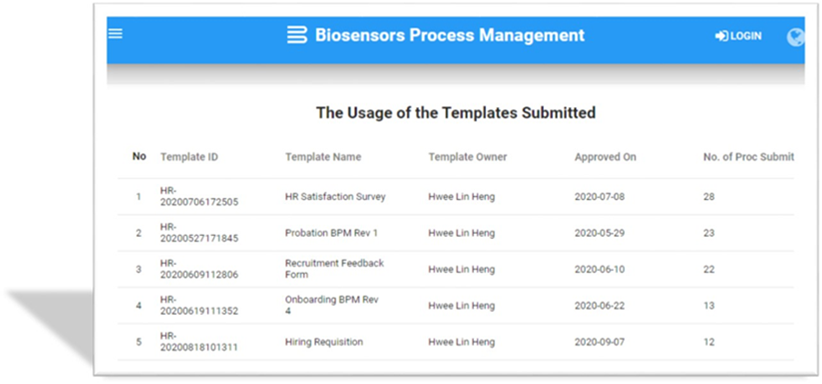 Biosensors Process Management LOGIN
The Usage of the Templates Submitted
No Template ID Template Name Template Owner Approved On No. of Proc Submit
1 HR-20200706172505 HR Satisfaction Survey Hwee Lin Heng 2020-07-08 28
2 HR-20200527171845 Probation BPM Rev 1 Hwee Lin Heng 2020-05-29 23
3 HR-20200609112806 Recruitment Feedback Form Hwee Lin Heng 2020-06-10 22
4 HR-20200619111352 Onboarding BPM Rev 4 Hwee Lin Heng 2020-06-22 13
5 HR-20200818101311 Hiring Requisition Hwee Lin Heng 2020-09-07 12